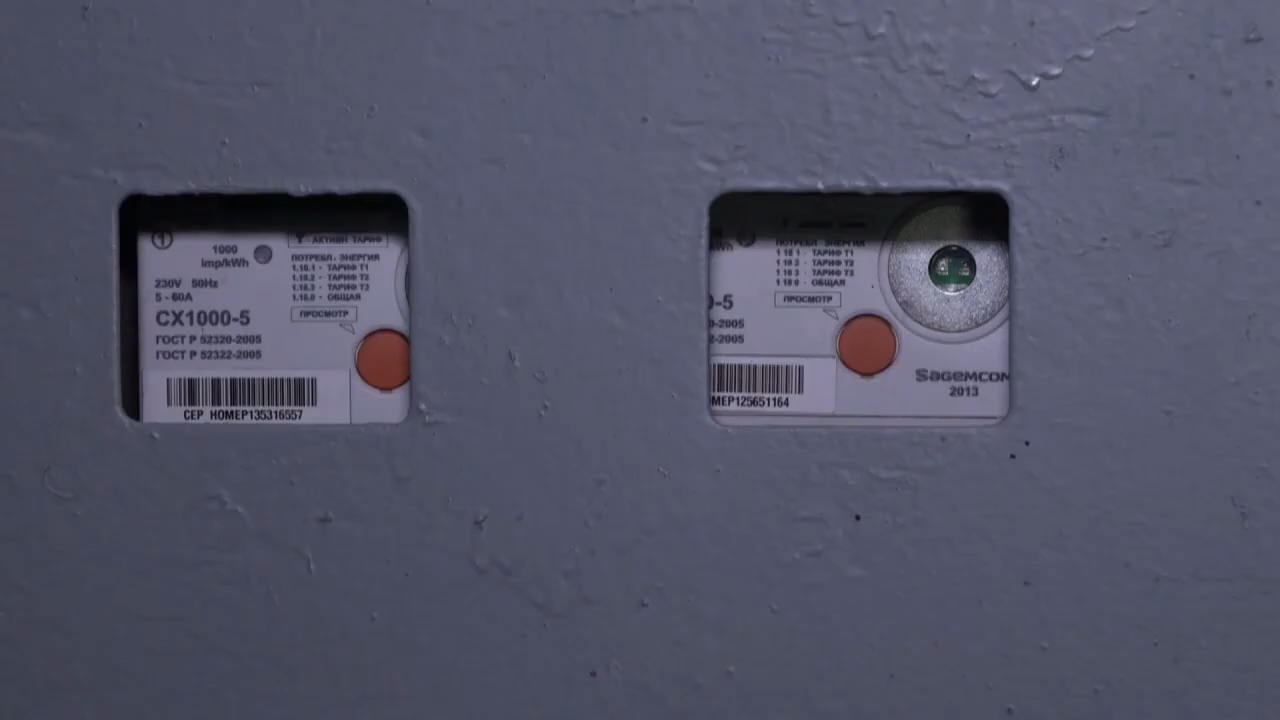 1
1000
imp/kWh
230V 50Hz
5 - 60A
CX1000-5
ГОСТ Р 52320-2005
ГОСТ Р 52322-2005
АКТИВН ТАРИФ
ПОТРЕБЛ. ЭНЕРГИЯ
1.18.1 - ТАРИФ Т1
1.18.2 - ТАРИФ Т2
1.18.3 - ТАРИФ Т3
1.18.0 - ОБЩАЯ
ПРОСМОТР
СЕР НОМЕР135316557
Wh
)-5
0-2005
2-2005
ПОТРЕБЛ ЭНЕРГИЯ
1 18 1 - ТАРИФ Т1
1 18 2 - ТАРИФ Т2
1 18 3 - ТАРИФ Т3
1 18 0 - ОБЩАЯ
ПРОСМОТР
МЕР125651164
SAGEMCOM
2013